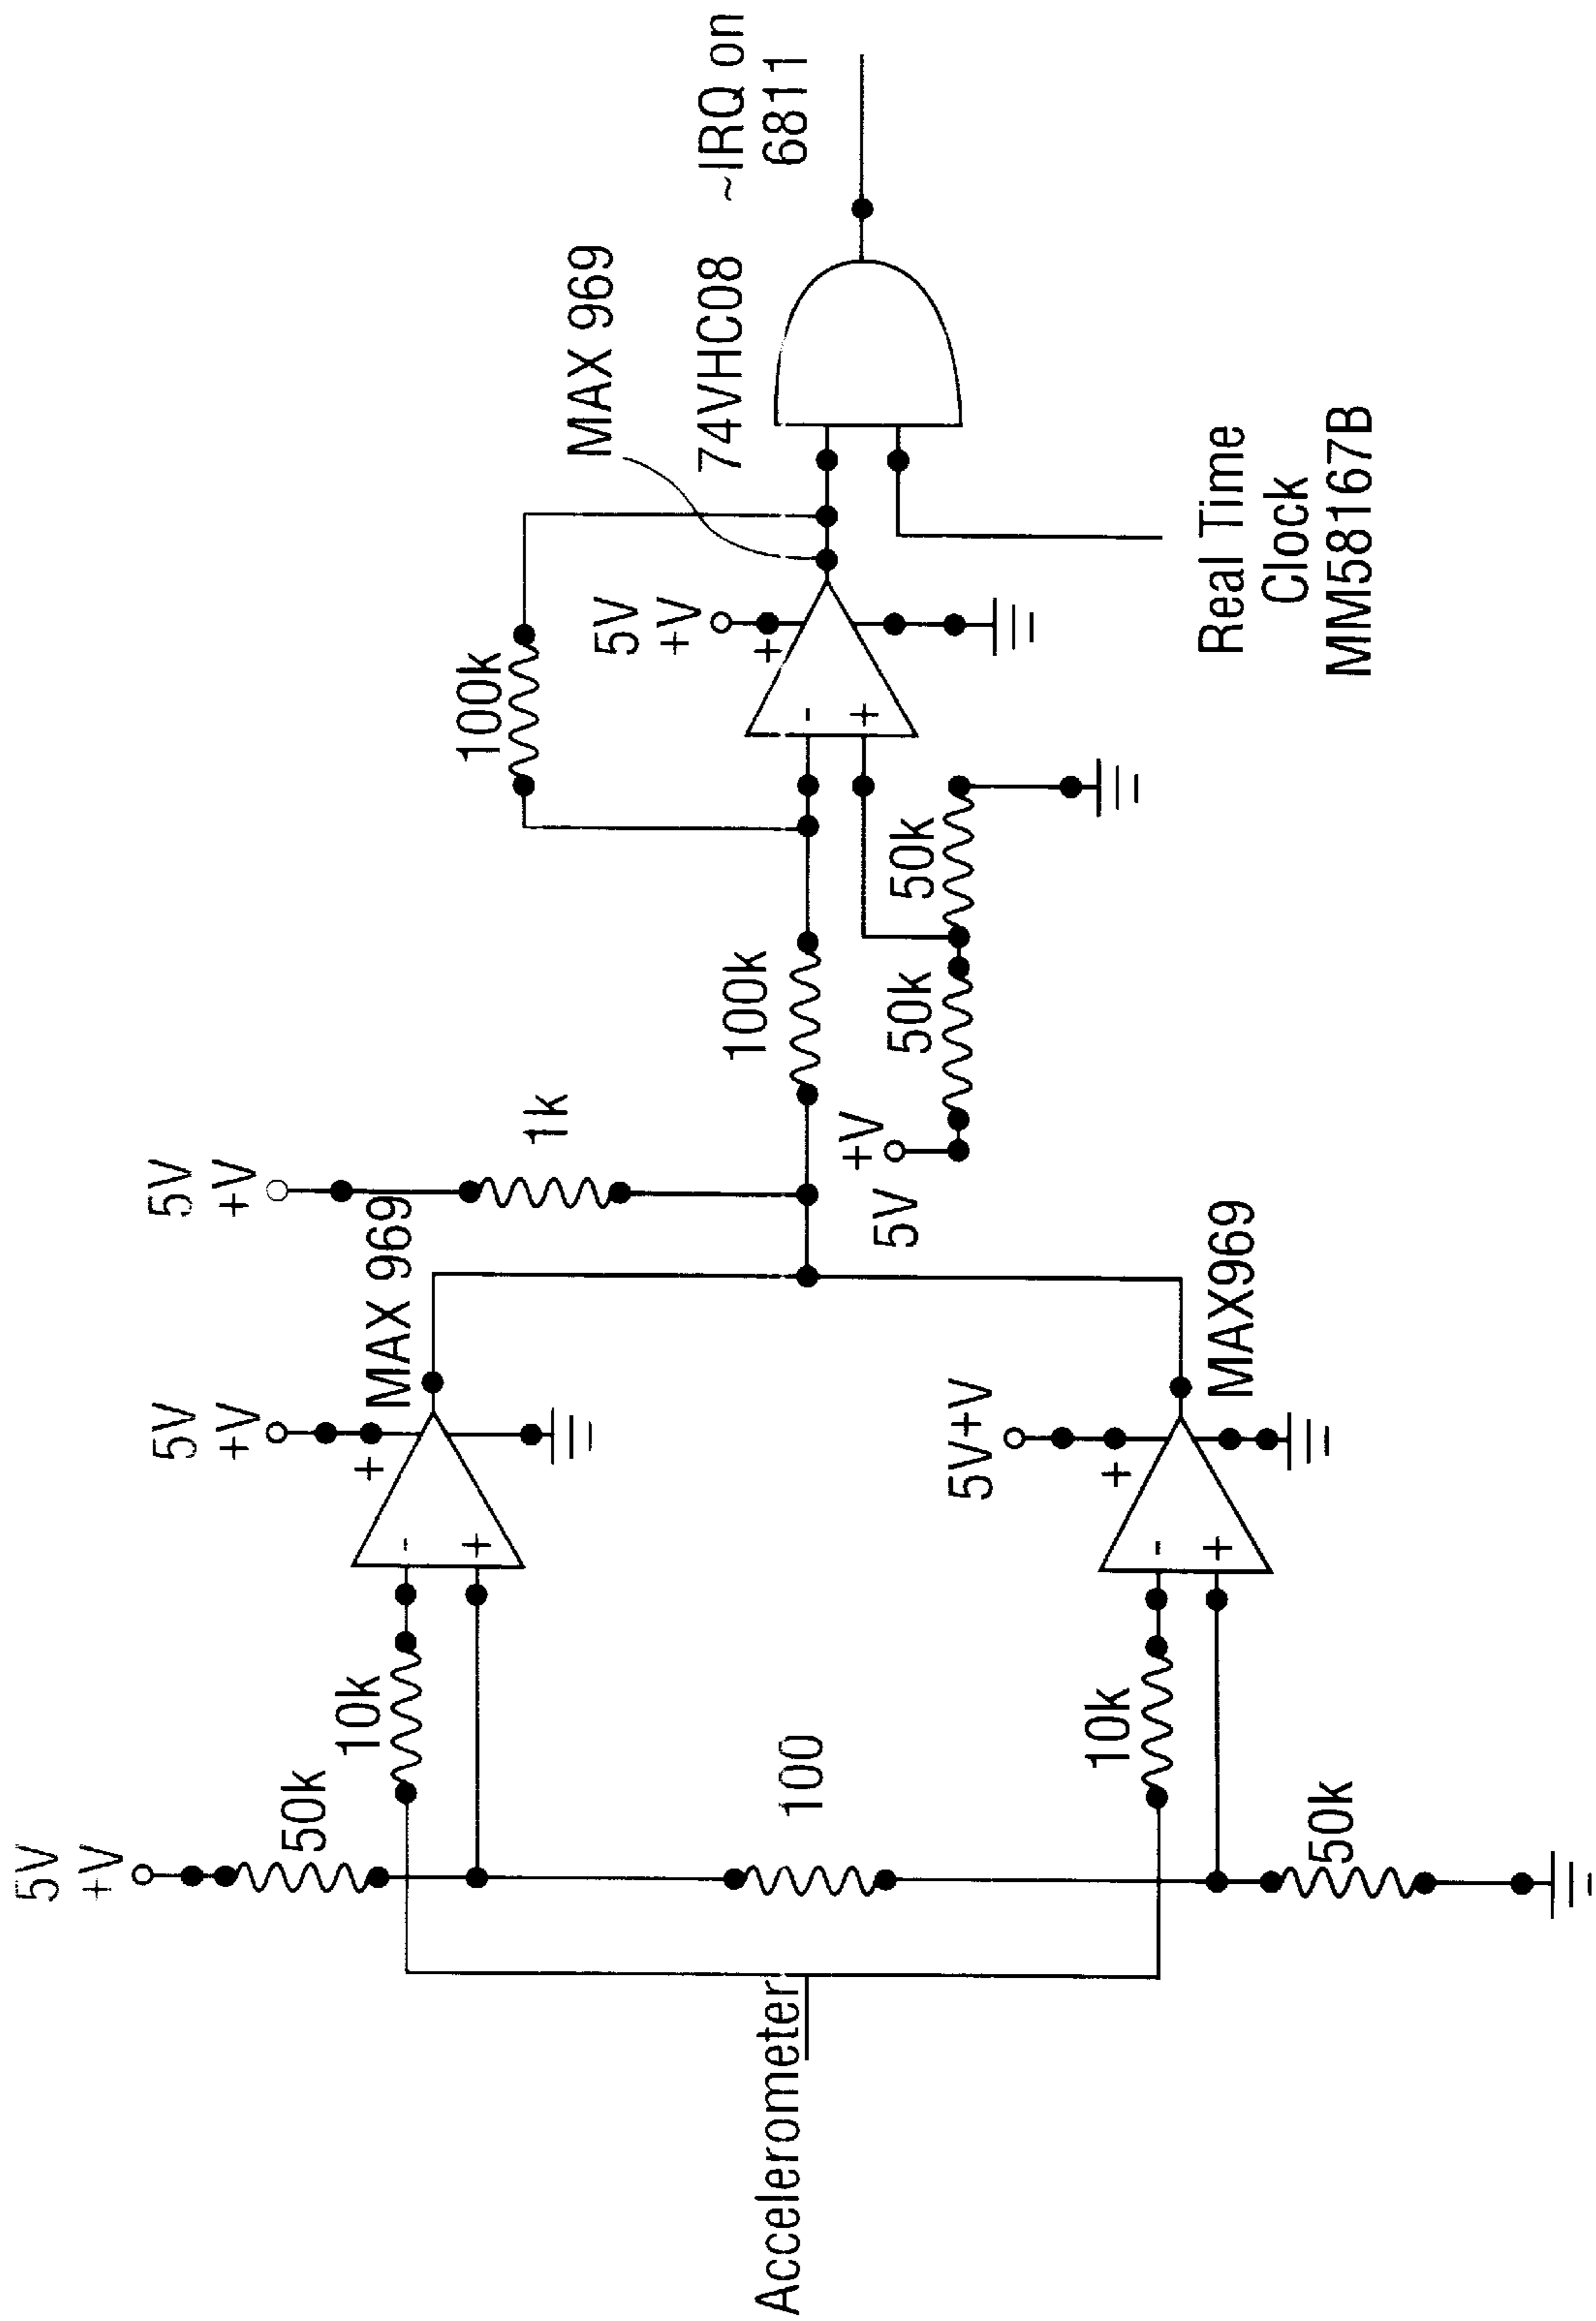 5V
+V
50k
10k
-
+
5V
+V
+
MAX 969
5V
+V
1k
Accelerometer
100
10k
-
+
5V+V
+
MAX969
50k
100k
100k
-
+
5V
+V
+
MAX 969
5V
+V
50k
50k
74VHC08
~IRQ on
6811
Real Time
Clock
MM58167B